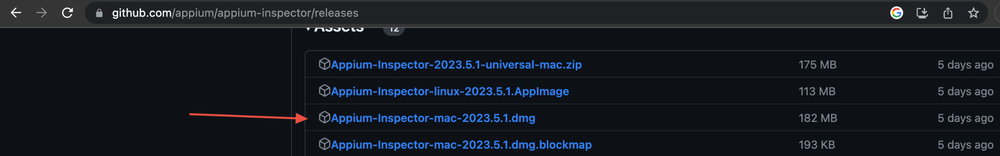 github.com/appium/appium-inspector/releases
Assets 12
Appium-Inspector-2023.5.1-universal-mac.zip 175 MB 5 days ago
Appium-Inspector-linux-2023.5.1.AppImage 113 MB 5 days ago
Appium-Inspector-mac-2023.5.1.dmg 182 MB 5 days ago
Appium-Inspector-mac-2023.5.1.dmg.blockmap 193 KB 5 days ago